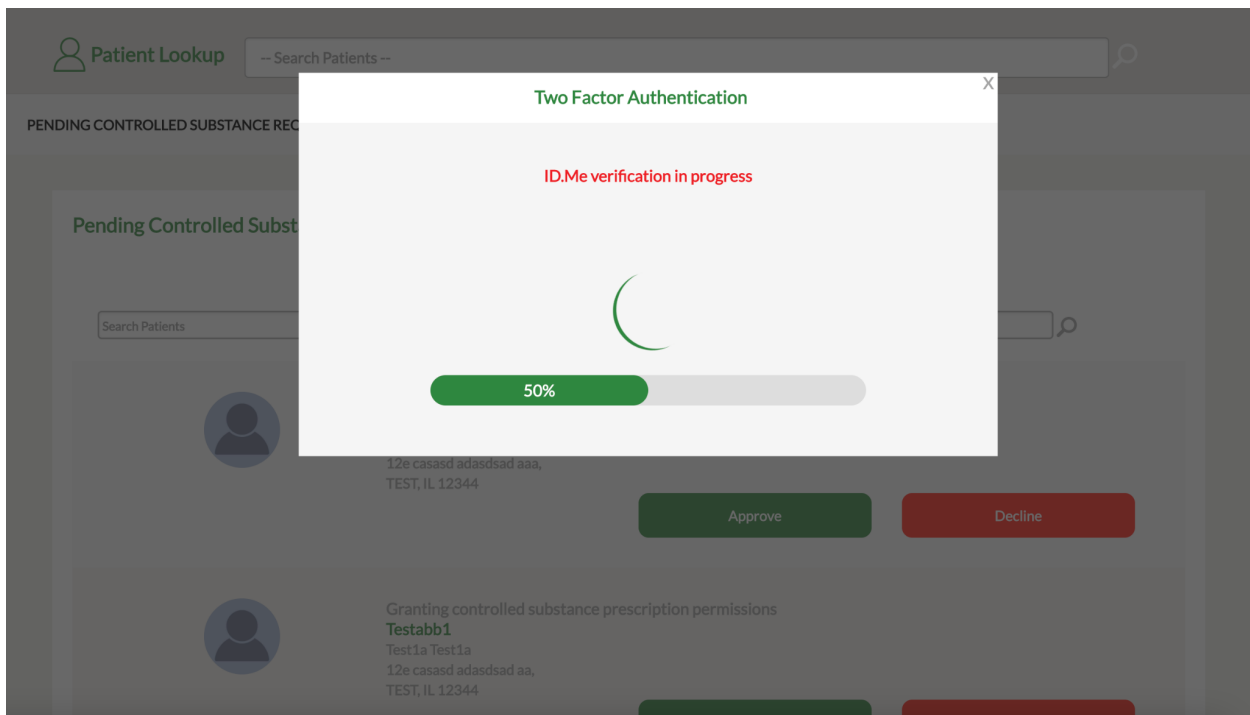 Patient Lookup
-- Search Patients --
X
Two Factor Authentication
PENDING CONTROLLED SUBSTANCE REC
ID.Me verification in progress
Pending Controlled Subst
Search Patients
50%
12e casasd adasdsad aaa,
TEST, IL 12344
Approve
Decline
Granting controlled substance prescription permissions
Testabb1
Test1a Test1a
12e casasd adasdsad aa,
TEST, IL 12344